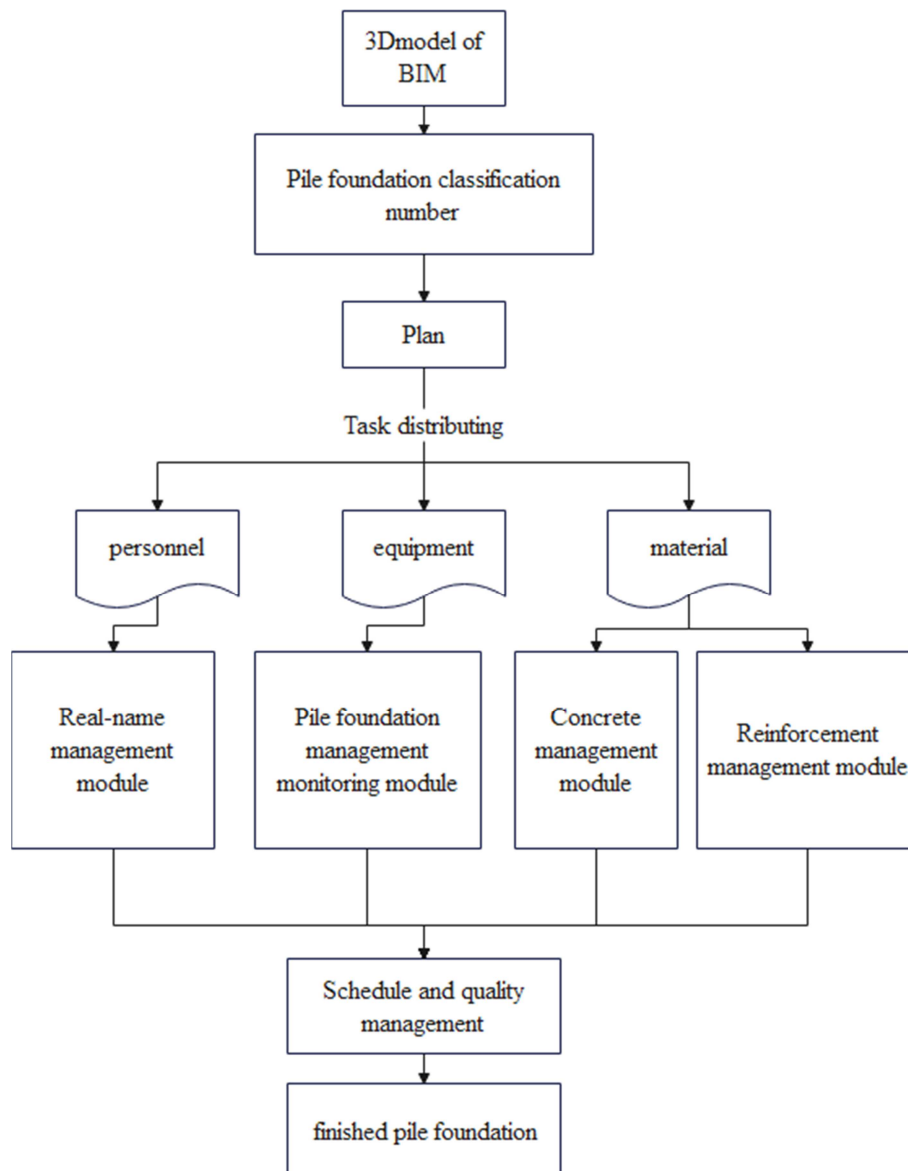 3Dmodel of
BIM
Pile foundation classification
number
Plan
Task distributing
personnel
equipment
material
Real-name
management
module
Pile foundation
management
monitoring module
Concrete
management
module
Reinforcement
management module
Schedule and quality
management
finished pile foundation